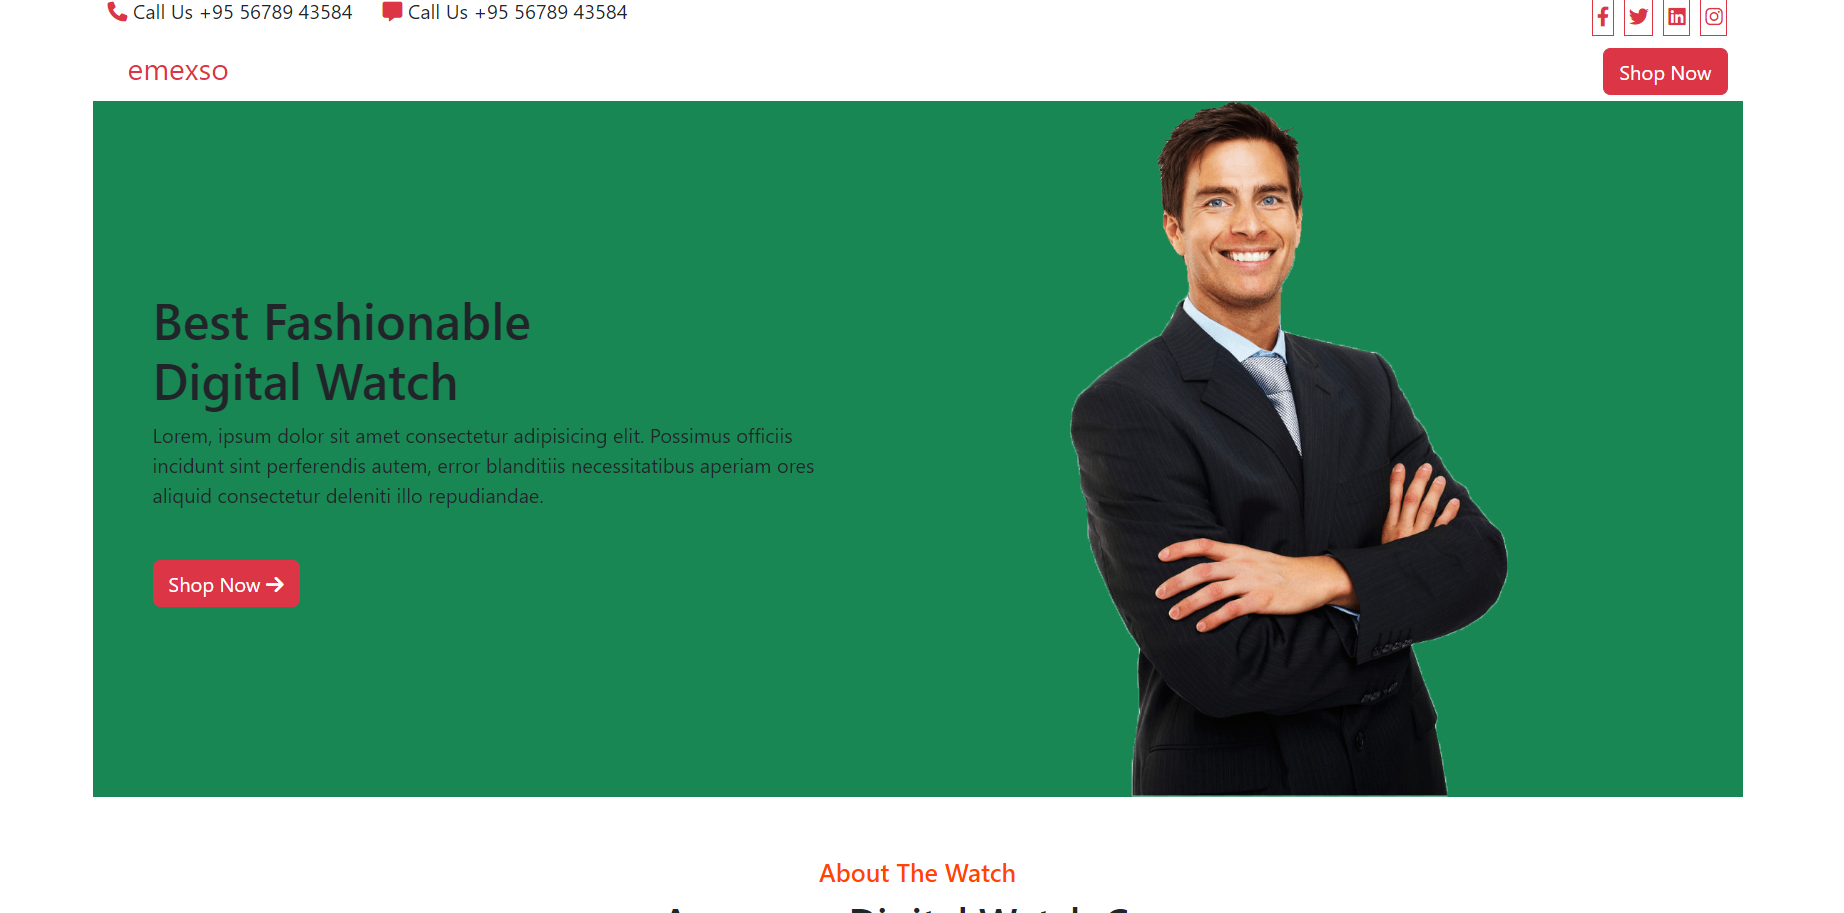 Call Us +95 56789 43584 Call Us +95 56789 43584
emexso
Shop Now
Best Fashionable
Digital Watch
Lorem, ipsum dolor sit amet consectetur adipisicing elit. Possimus officiis
incidunt sint perferendis autem, error blanditiis necessitatibus aperiam ores
aliquid consectetur deleniti illo repudiandae.
Shop Now
About The Watch
Digital Watch